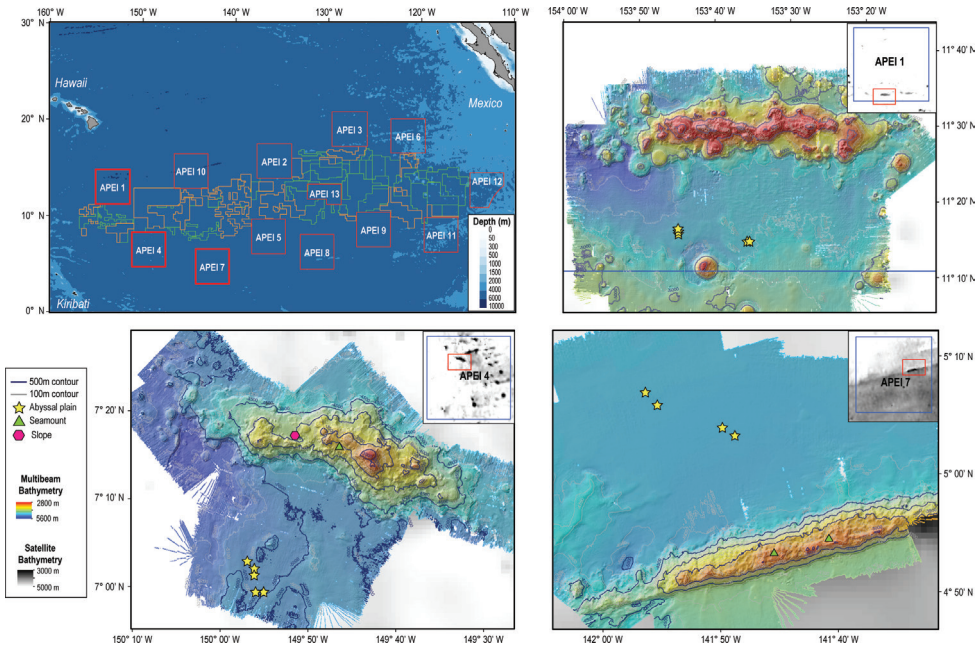 160° W 150° W 140° W 130° W 120° W 110° W
30° N
20° N
10° N
0° N
Hawaii
Mexico
Kiribati
APEI 3
APEI 6
APEI 2
APEI 10
APEI 1
APEI 12
APEI 13
APEI 9
APEI 5
APEI 11
APEI 4
APEI 7
APEI 8
Depth (m)
0
50
150
300
500
1000
1500
2000
3000
4000
6000
10000
154° 00' W 153° 50' W 153° 40' W 153° 30' W 153° 20' W
11° 40' N
11° 30' N
11° 20' N
11° 10' N
APEI 1
500m contour
100m contour
Abyssal plain
Seamount
Slope
Multibeam
Bathymetry
2800 m
5600 m
Satellite
Bathymetry
3000 m
5000 m
7° 20' N
7° 10' N
7° 00' N
APEI 4
150° 10' W 150° 00' W 149° 50' W 149° 40' W 149° 30' W
APEI 7
5° 10' N
5° 00' N
4° 50' N
142° 00' W 141° 50' W 141° 40' W